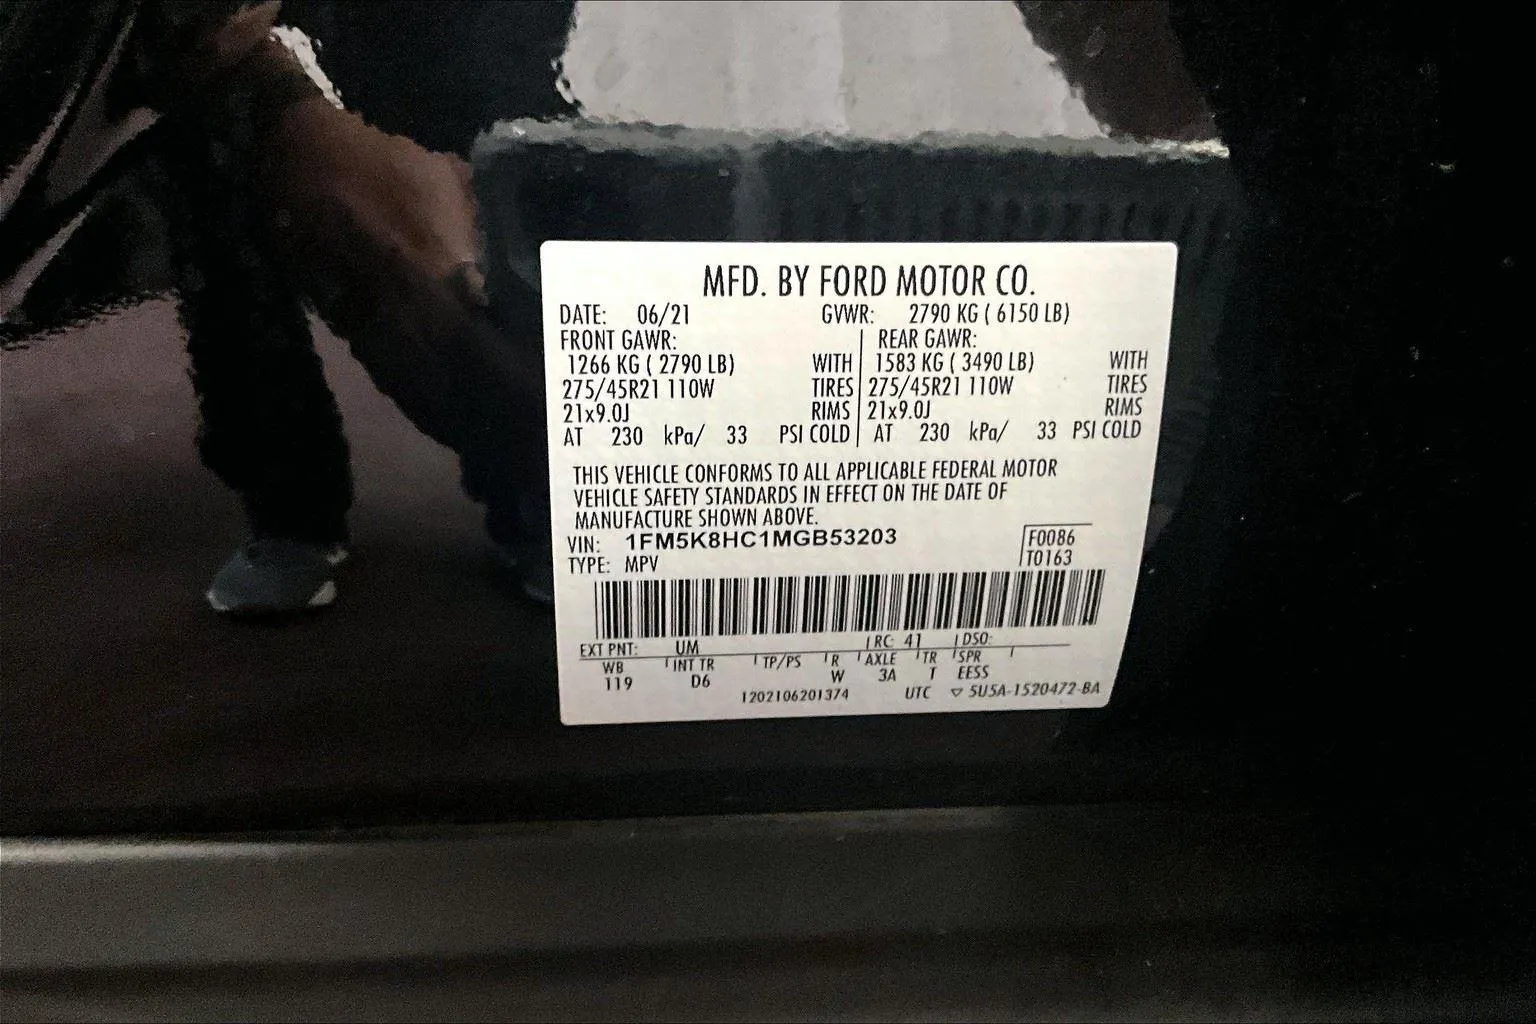 MFD. BY FORD MOTOR CO.
DATE: 06/21 GVWR: 2790 KG ( 6150 LB)
FRONT GAWR: REAR GAWR:
1266 KG ( 2790 LB) WITH 1583 KG ( 3490 LB) WITH
275/45R21 110W TIRES 275/45R21 110W TIRES
21x9.0J RIMS 21x9.0J RIMS
AT 230 kPa/ 33 PSI COLD AT 230 kPa/ 33 PSI COLD
THIS VEHICLE CONFORMS TO ALL APPLICABLE FEDERAL MOTOR
VEHICLE SAFETY STANDARDS IN EFFECT ON THE DATE OF
MANUFACTURE SHOWN ABOVE.
VIN: 1FM5K8HC1MGB53203 F0086
TYPE: MPV T0163
EXT PNT: UM RC: 41 DSO:
WB INT TR TP/PS R AXLE TR SPR
119 D6 W 3A T EESS
1202106201374 UTC ▽ 5U5A-1520472-BA